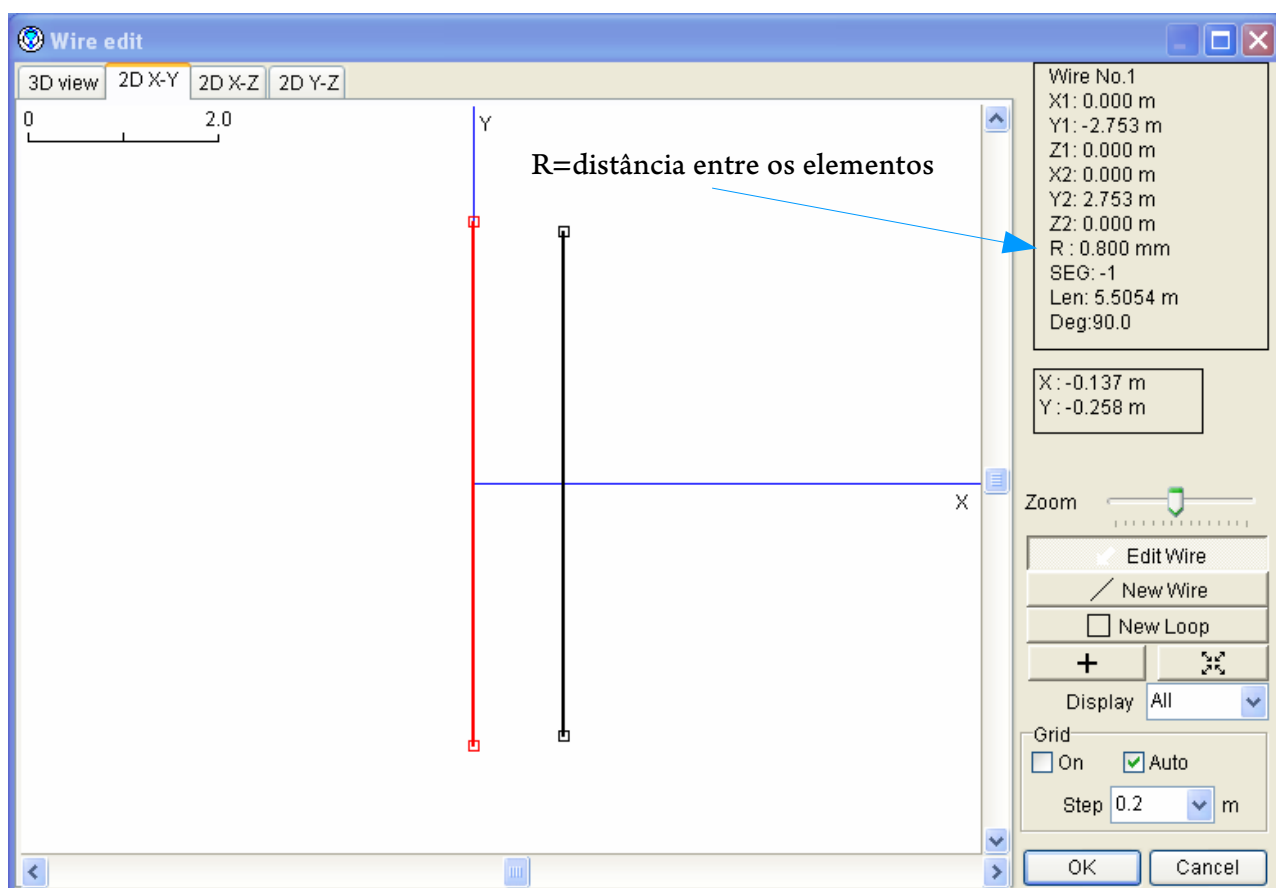 Wire edit
3D view 2D X-Y 2D X-Z 2D Y-Z
0 2.0
Y
R=distância entre os elementos
X
Wire No.1
X1: 0.000 m
Y1: -2.753 m
Z1: 0.000 m
X2: 0.000 m
Y2: 2.753 m
Z2: 0.000 m
R : 0.800 mm
SEG: -1
Len: 5.5054 m
Deg:90.0
X : -0.137 m
Y : -0.258 m
Zoom
Edit Wire
New Wire
New Loop
Display All
Grid
On Auto
Step 0.2 m
OK Cancel